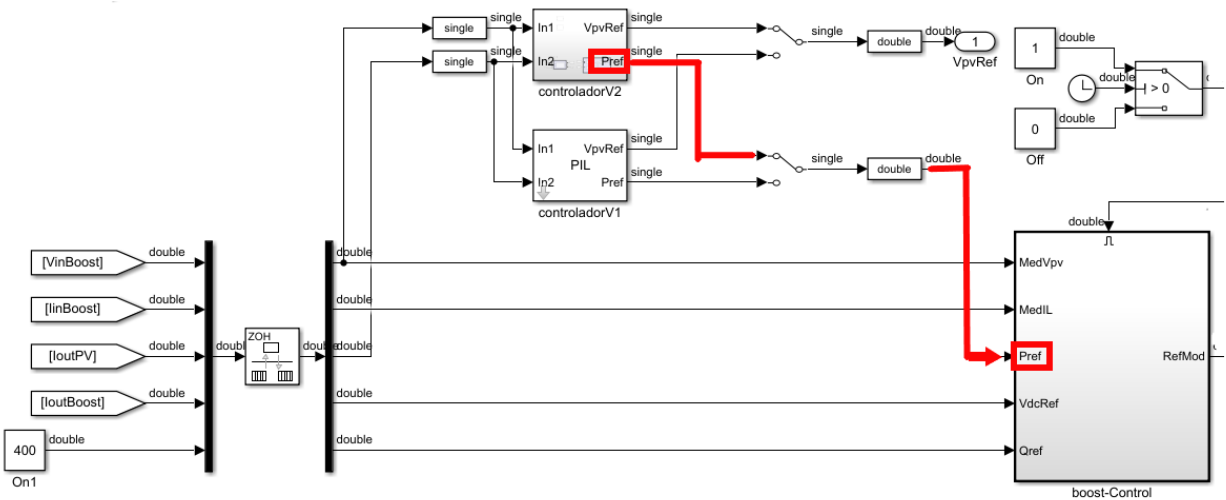 single
single
single
single
In1
VpvRef
single
In2
Pref
controladorV2
single
double
double
1
VpvRef
single
In1
VpvRef
single
PIL
In2
Pref
single
controladorV1
single
double
double
1
On
double
double
> 0
0
Off
double
[VinBoost]
double
[IinBoost]
double
[IoutPV]
double
[IoutBoost]
double
400
On1
double
double
ZOH
double
double
double
double
double
double
double
MedVpv
MedIL
Pref
VdcRef
Qref
RefMod
boost-Control